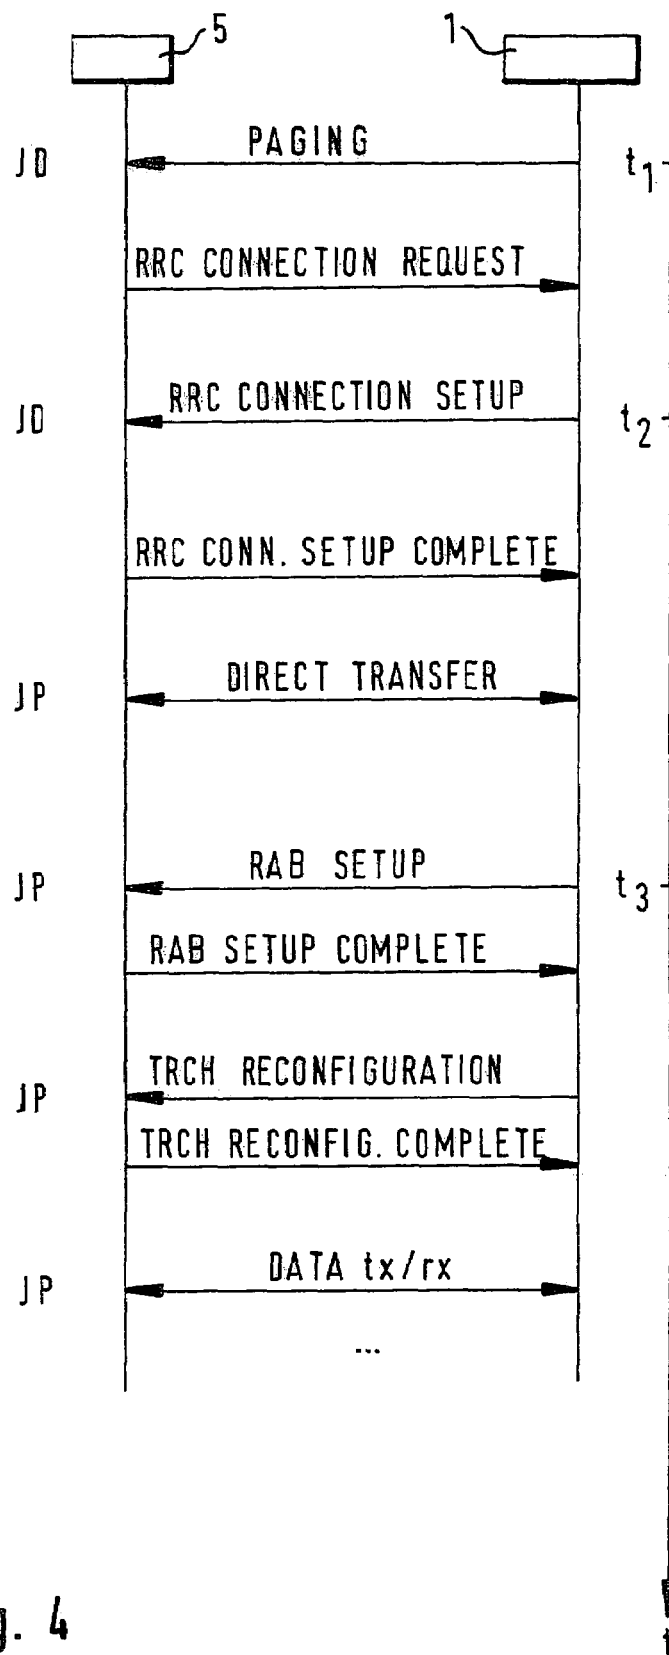 5 1
PAGING
JD t1
RRC CONNECTION REQUEST
RRC CONNECTION SETUP
JD t2
RRC CONN. SETUP COMPLETE
DIRECT TRANSFER
JP
RAB SETUP
JP t3
RAB SETUP COMPLETE
TRCH RECONFIGURATION
JP
TRCH RECONFIG. COMPLETE
DATA tx/rx
JP
...
g. 4
t